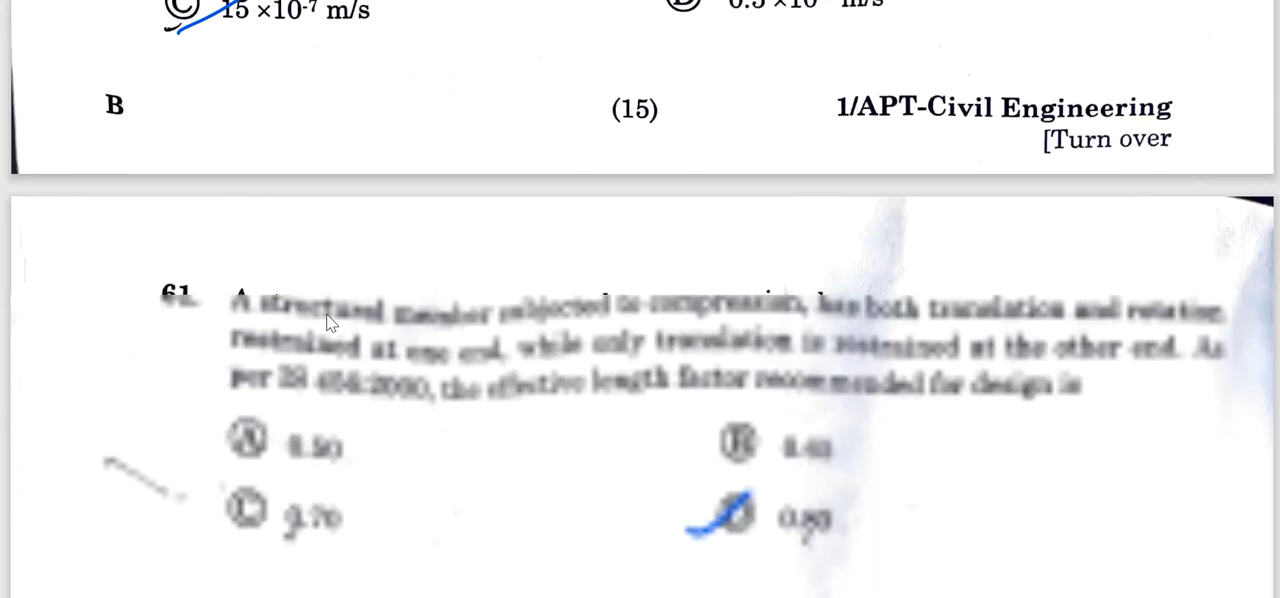 C 15 ×10-7 m/s
B (15) 1/APT-Civil Engineering
[Turn over
61. A structural member subjected to compression, has both translation and rotation
restrained at one end, while only translation is restrained at the other end. As
per IS 456:2000, the effective length factor recommended for design is
A 0.50 B
C 0.70 D 0.80